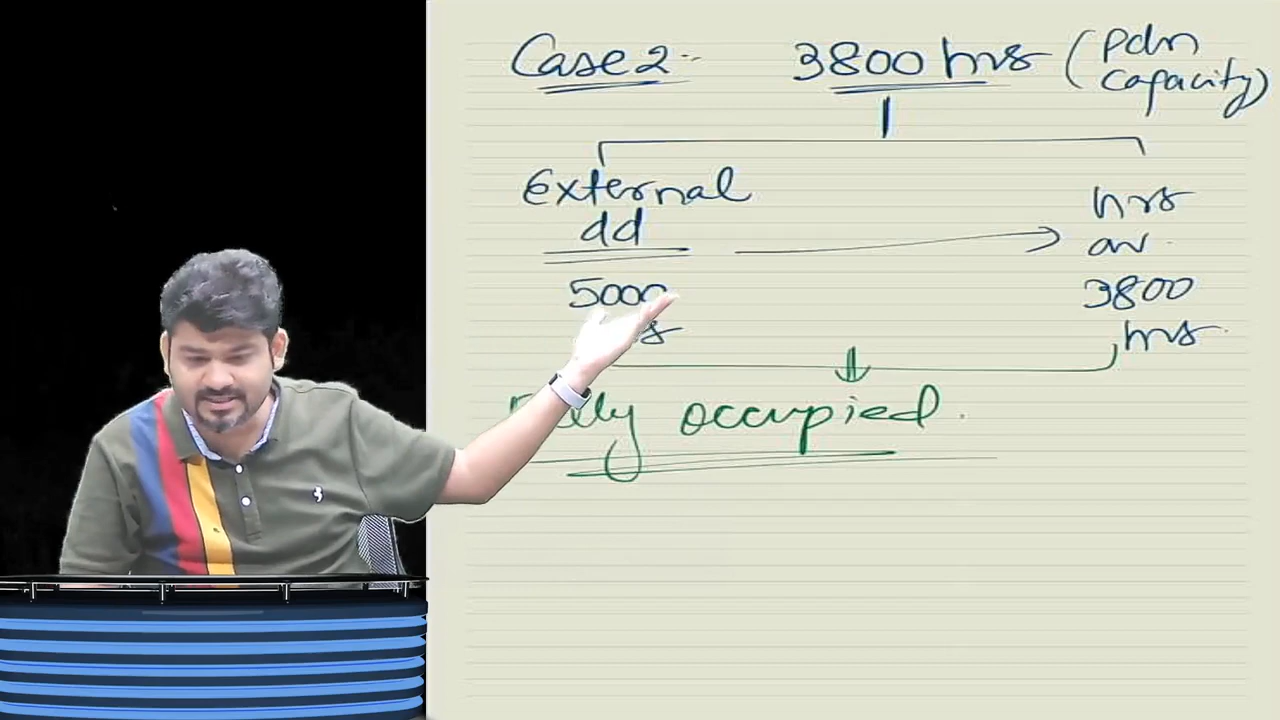 Case 2:- 3800 hrs (pdn capacity)
External dd
hrs av.
5000
3800 hrs.
occupied.